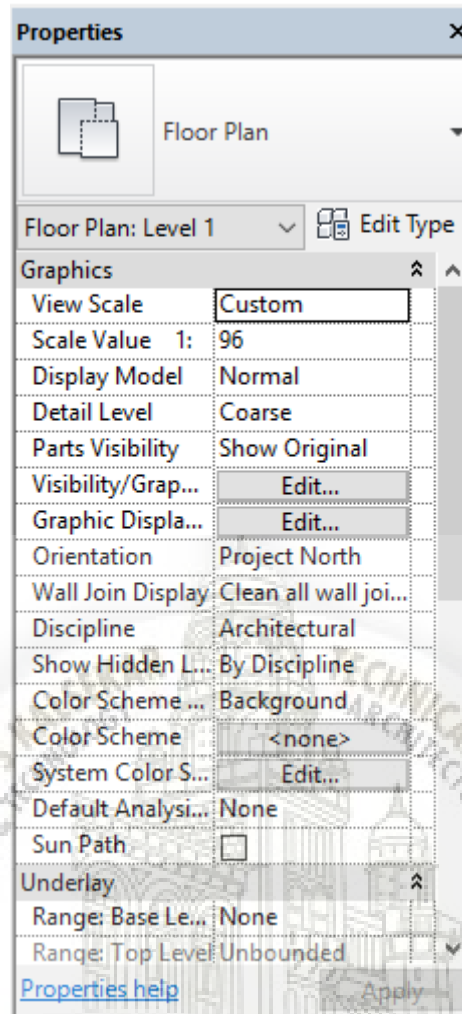 Properties
Floor Plan
Floor Plan: Level 1 Edit Type
Graphics
View Scale Custom
Scale Value 1: 96
Display Model Normal
Detail Level Coarse
Parts Visibility Show Original
Visibility/Grap... Edit...
Graphic Displa... Edit...
Orientation Project North
Wall Join Display Clean all wall joi...
Discipline Architectural
Show Hidden L... By Discipline
Color Scheme ... Background
Color Scheme <none>
System Color S... Edit...
Default Analysi... None
Sun Path
Underlay
Range: Base Le... None
Range: Top Level Unbounded
Properties help Apply